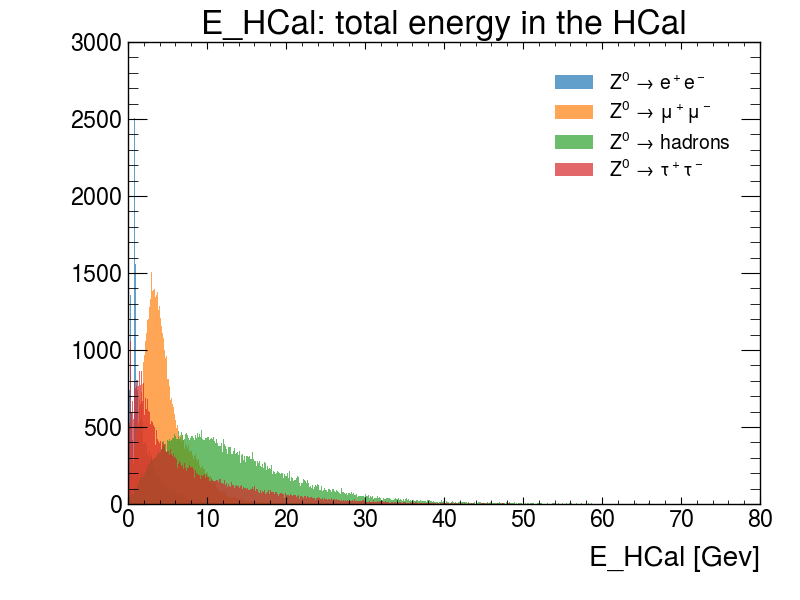 E_HCal: total energy in the HCal
3000
2500
2000
1500
1000
500
0
Z⁰ → e⁺e⁻
Z⁰ → μ⁺μ⁻
Z⁰ → hadrons
Z⁰ → τ⁺τ⁻
0 10 20 30 40 50 60 70 80
E_HCal [Gev]